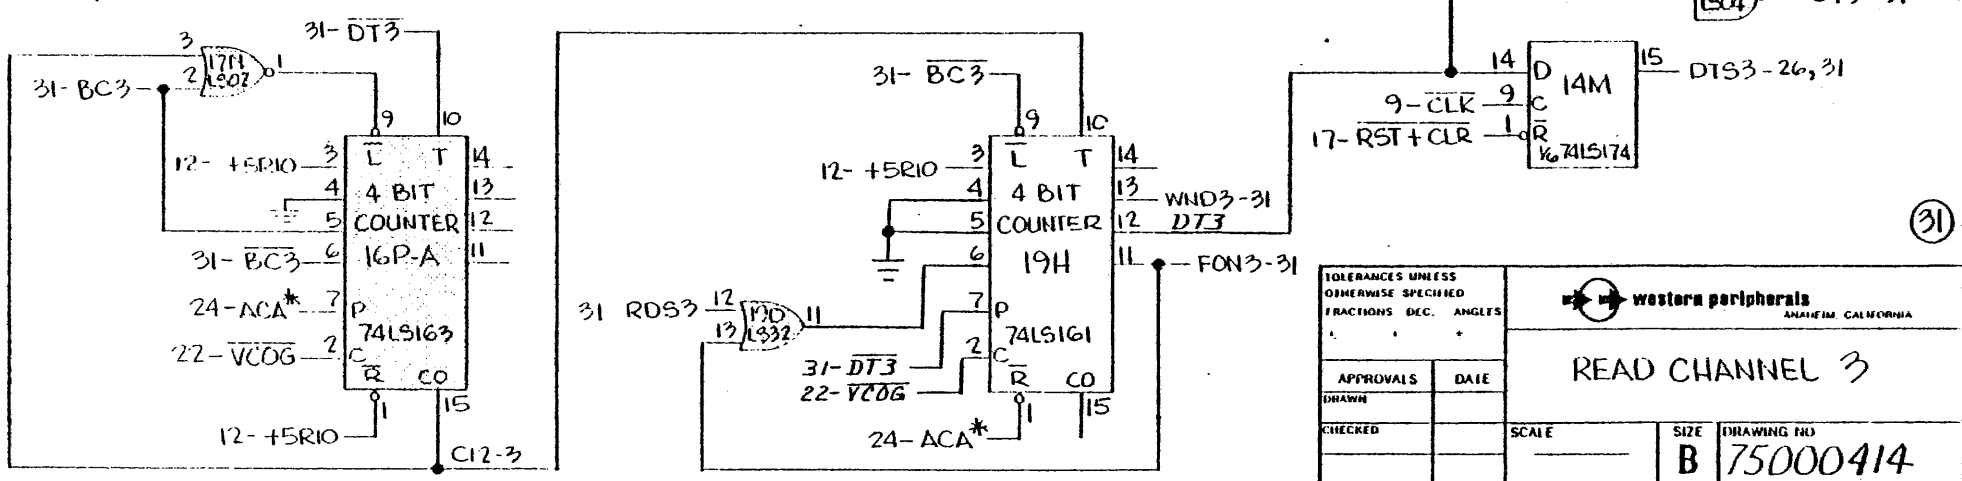 31-DT3
3
17N
1
2
LS02
31-BC3
9
10
L
T
12- +5R10
3
14
4
4 BIT
13
5
COUNTER
12
31-BC3
6
16P-A
11
24-ACA*
7
P
74LS163
22-VCOG
2
C
R
CO
1
15
12- +5R10
C12-3
31- BC3
9
10
L
T
12- +5R10
3
14
4
4 BIT
13
WND3-31
5
COUNTER
12
DT3
6
19H
11
FON3-31
31 RDS3
12
19D
11
13
LS32
7
P
74LS161
2
C
31-DT3
22-VCOG
R
CO
1
15
24-ACA*
LS04
14
D
15
DTS3-26,31
14M
9-CLK
9
C
17-RST+CLR
1
R
1/6 74LS174
31
TOLERANCES UNLESS
OTHERWISE SPECIFIED
FRACTIONS DEC. ANGLES
western peripherals
ANAHEIM, CALIFORNIA
READ CHANNEL 3
APPROVALS
DATE
DRAWN
CHECKED
SCALE
SIZE
B
DRAWING NO
75000414